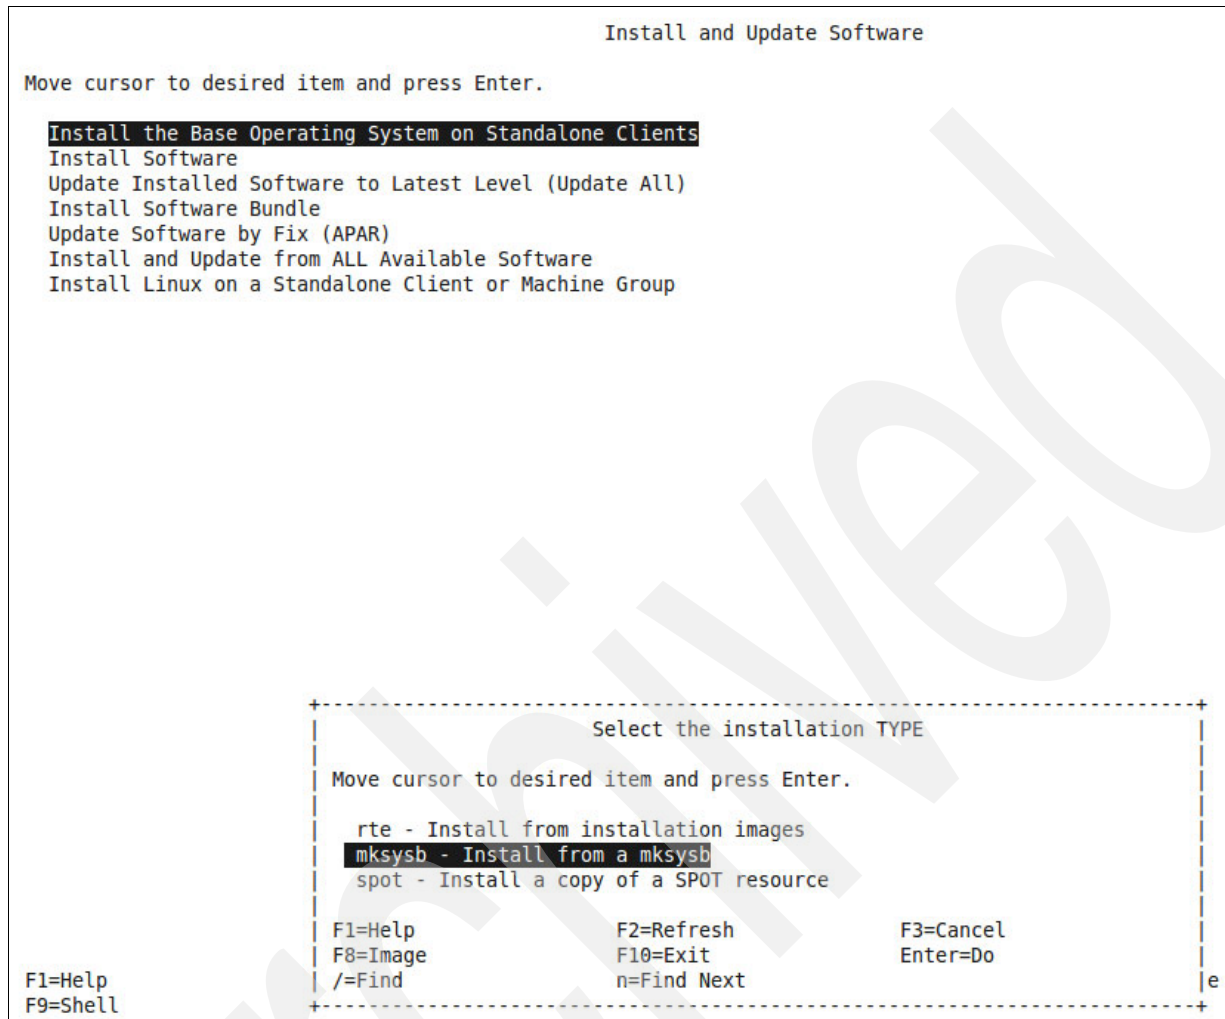 Install and Update Software
Move cursor to desired item and press Enter.
Install the Base Operating System on Standalone Clients
Install Software
Update Installed Software to Latest Level (Update All)
Install Software Bundle
Update Software by Fix (APAR)
Install and Update from ALL Available Software
Install Linux on a Standalone Client or Machine Group
+--------------------------------------------------------------------------+
| Select the installation TYPE |
| |
| Move cursor to desired item and press Enter. |
| |
| rte - Install from installation images |
| mksysb - Install from a mksysb |
| spot - Install a copy of a SPOT resource |
| |
| F1=Help F2=Refresh F3=Cancel |
| F8=Image F10=Exit Enter=Do |
F1=Help | /=Find n=Find Next |e
F9=Shell +--------------------------------------------------------------------------+